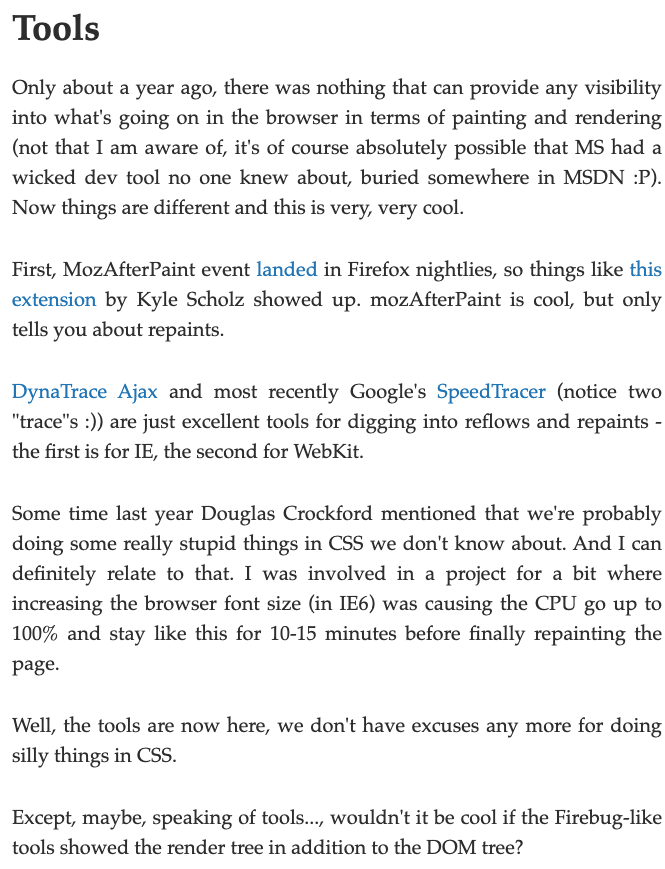 Tools
Only about a year ago, there was nothing that can provide any visibility
into what's going on in the browser in terms of painting and rendering
(not that I am aware of, it's of course absolutely possible that MS had a
wicked dev tool no one knew about, buried somewhere in MSDN :P).
Now things are different and this is very, very cool.
First, MozAfterPaint event landed in Firefox nightlies, so things like this
extension by Kyle Scholz showed up. mozAfterPaint is cool, but only
tells you about repaints.
DynaTrace Ajax and most recently Google's SpeedTracer (notice two
"trace"s :)) are just excellent tools for digging into reflows and repaints -
the first is for IE, the second for WebKit.
Some time last year Douglas Crockford mentioned that we're probably
doing some really stupid things in CSS we don't know about. And I can
definitely relate to that. I was involved in a project for a bit where
increasing the browser font size (in IE6) was causing the CPU go up to
100% and stay like this for 10-15 minutes before finally repainting the
page.
Well, the tools are now here, we don't have excuses any more for doing
silly things in CSS.
Except, maybe, speaking of tools..., wouldn't it be cool if the Firebug-like
tools showed the render tree in addition to the DOM tree?